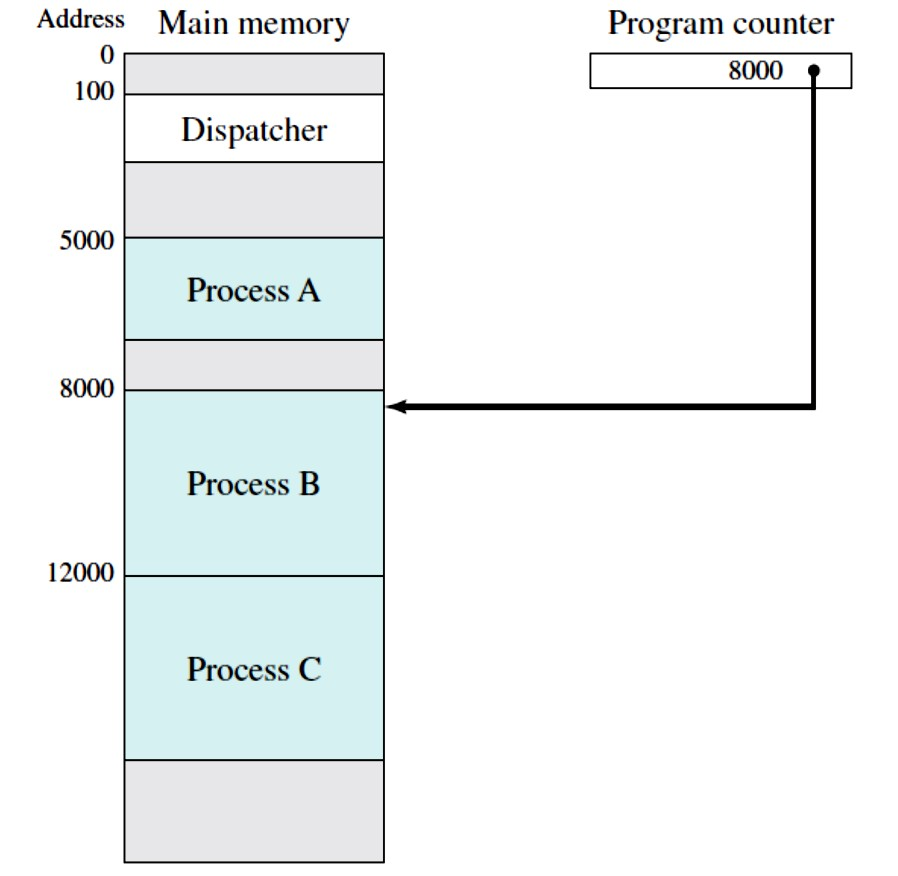 Address
Main memory
Program counter
0
8000
100
Dispatcher
5000
Process A
8000
Process B
12000
Process C